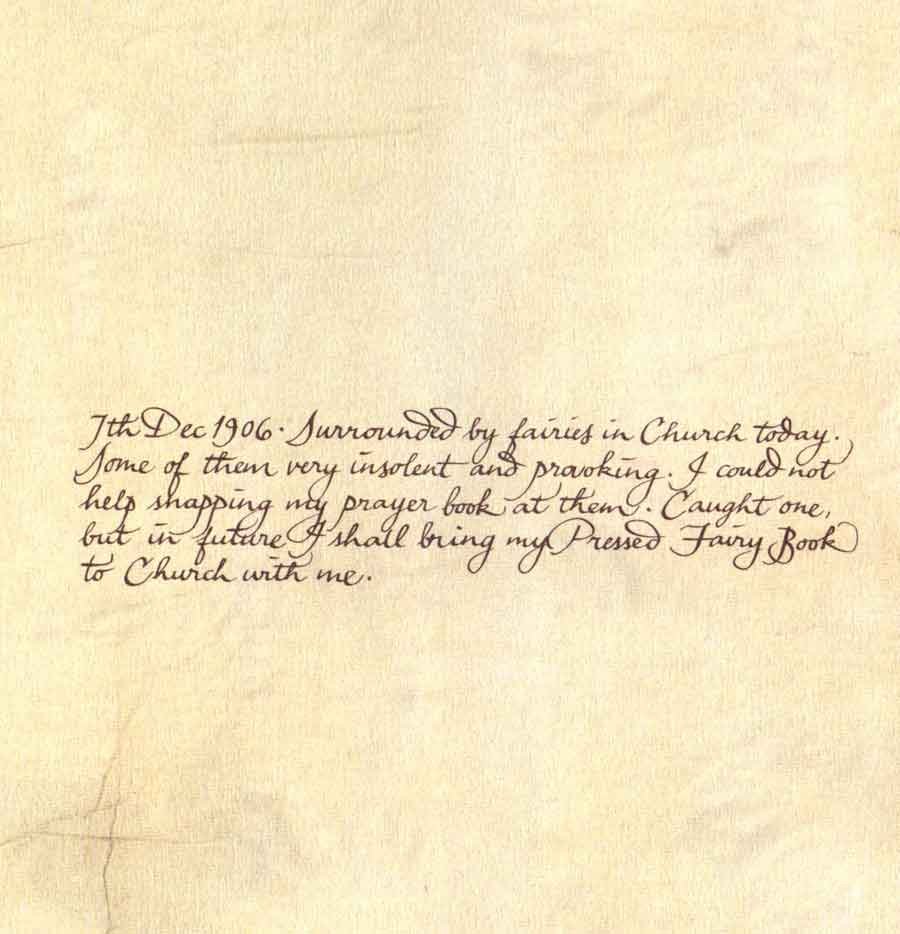 7th Dec 1906. Surrounded by fairies in Church today.
Some of them very insolent and provoking. I could not
help snapping my prayer book at them. Caught one,
but in future I shall bring my Pressed Fairy Book
to Church with me.